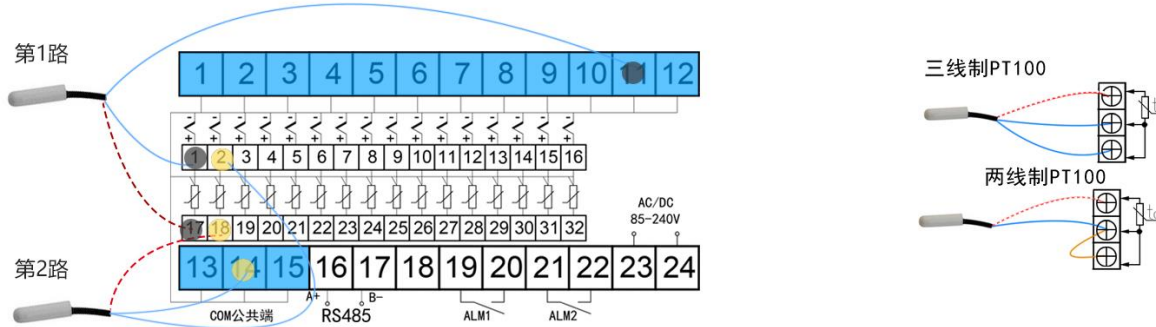 第1路
1 2 3 4 5 6 7 8 9 10 11 12
- - - - - - - - - - - - - - - -
+ + + + + + + + + + + + + + + +
1 2 3 4 5 6 7 8 9 10 11 12 13 14 15 16
AC/DC
85-240V
17 18 19 20 21 22 23 24 25 26 27 28 29 30 31 32
第2路
13 14 15 16 17 18 19 20 21 22 23 24
COM公共端
A+
RS485
B-
ALM1
ALM2
三线制PT100
两线制PT100